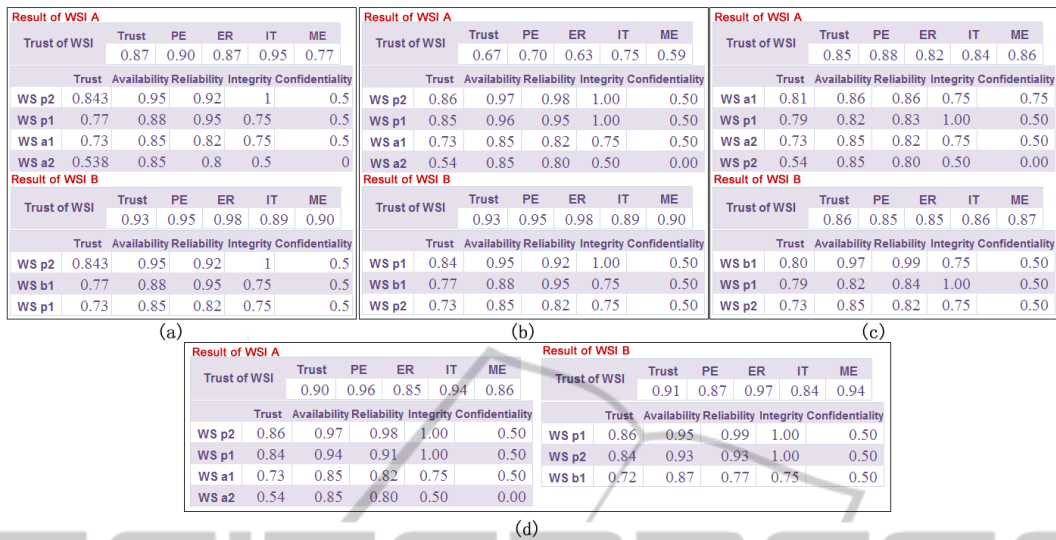 Result of WSI A
Trust of WSI Trust PE ER IT ME
0.87 0.90 0.87 0.95 0.77
Trust Availability Reliability Integrity Confidentiality
WS p2 0.843 0.95 0.92 1 0.5
WS p1 0.77 0.88 0.95 0.75 0.5
WS a1 0.73 0.85 0.82 0.75 0.5
WS a2 0.538 0.85 0.8 0.5 0
Result of WSI B
Trust of WSI Trust PE ER IT ME
0.93 0.95 0.98 0.89 0.90
Trust Availability Reliability Integrity Confidentiality
WS p2 0.843 0.95 0.92 1 0.5
WS b1 0.77 0.88 0.95 0.75 0.5
WS p1 0.73 0.85 0.82 0.75 0.5
(a)
Result of WSI A
Trust of WSI Trust PE ER IT ME
0.67 0.70 0.63 0.75 0.59
Trust Availability Reliability Integrity Confidentiality
WS p2 0.86 0.97 0.98 1.00 0.50
WS p1 0.85 0.96 0.95 1.00 0.50
WS a1 0.73 0.85 0.82 0.75 0.50
WS a2 0.54 0.85 0.80 0.50 0.00
Result of WSI B
Trust of WSI Trust PE ER IT ME
0.93 0.95 0.98 0.89 0.90
Trust Availability Reliability Integrity Confidentiality
WS p1 0.84 0.95 0.92 1.00 0.50
WS b1 0.77 0.88 0.95 0.75 0.50
WS p2 0.73 0.85 0.82 0.75 0.50
(b)
Result of WSI A
Trust of WSI Trust PE ER IT ME
0.85 0.88 0.82 0.84 0.86
Trust Availability Reliability Integrity Confidentiality
WS a1 0.81 0.86 0.86 0.75 0.75
WS p1 0.79 0.82 0.83 1.00 0.50
WS a2 0.73 0.85 0.82 0.75 0.50
WS p2 0.54 0.85 0.80 0.50 0.00
Result of WSI B
Trust of WSI Trust PE ER IT ME
0.86 0.85 0.85 0.86 0.87
Trust Availability Reliability Integrity Confidentiality
WS b1 0.80 0.97 0.99 0.75 0.50
WS p1 0.79 0.82 0.84 1.00 0.50
WS p2 0.73 0.85 0.82 0.75 0.50
(c)
Result of WSI A
Trust of WSI Trust PE ER IT ME
0.90 0.96 0.85 0.94 0.86
Trust Availability Reliability Integrity Confidentiality
WS p2 0.86 0.97 0.98 1.00 0.50
WS p1 0.84 0.94 0.91 1.00 0.50
WS a1 0.73 0.85 0.82 0.75 0.50
WS a2 0.54 0.85 0.80 0.50 0.00
Result of WSI B
Trust of WSI Trust PE ER IT ME
0.91 0.87 0.97 0.84 0.94
Trust Availability Reliability Integrity Confidentiality
WS p1 0.86 0.95 0.99 1.00 0.50
WS p2 0.84 0.93 0.93 1.00 0.50
WS b1 0.72 0.87 0.77 0.75 0.50
(d)